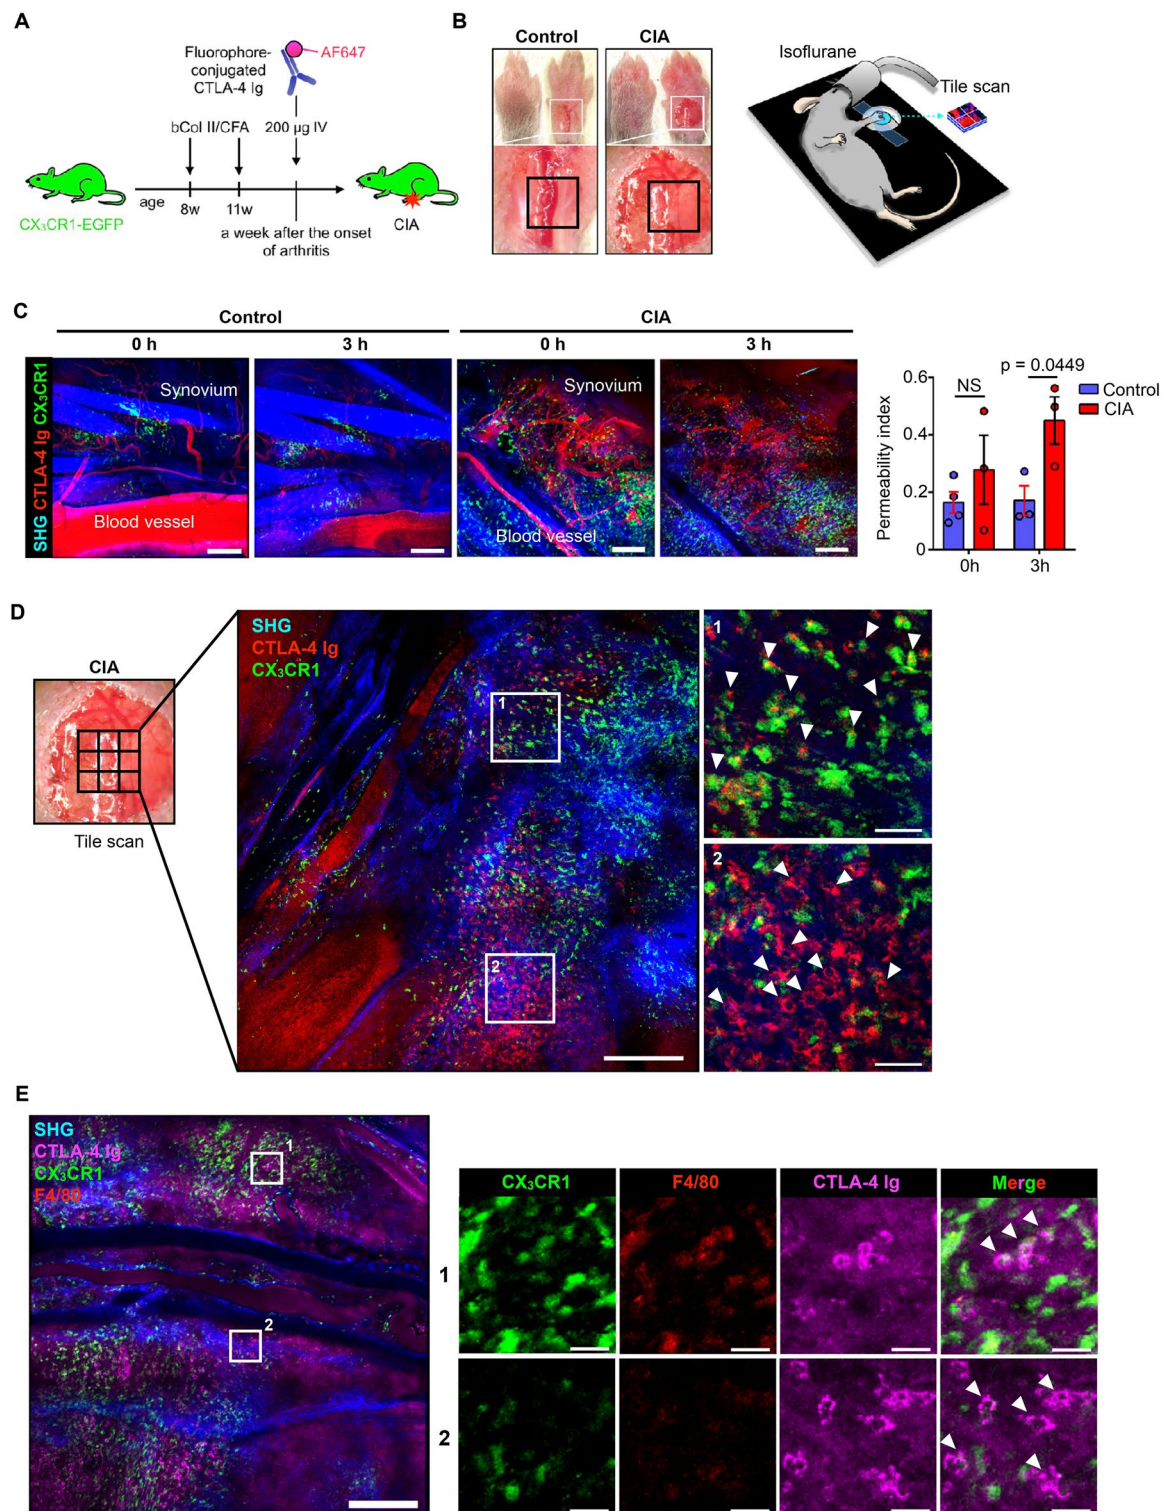 A
Fluorophore-
conjugated
CTLA-4 Ig
AF647
bCol II/CFA
200 µg IV
age
8w
11w
CX₃CR1-EGFP
CIA
a week after the onset
of arthritis
B
Control
CIA
Isoflurane
Tile scan
C
Control
CIA
0 h
3 h
0 h
3 h
SHG CTLA-4 Ig CX₃CR1
Synovium
Blood vessel
Synovium
Blood vessel
p = 0.0449
NS
Control
CIA
Permeability index
0.6
0.4
0.2
0
0h
3h
D
CIA
Tile scan
SHG
CTLA-4 Ig
CX₃CR1
1
2
1
2
E
SHG
CTLA-4 Ig
CX₃CR1
F4/80
1
2
CX₃CR1
F4/80
CTLA-4 Ig
Merge
1
2